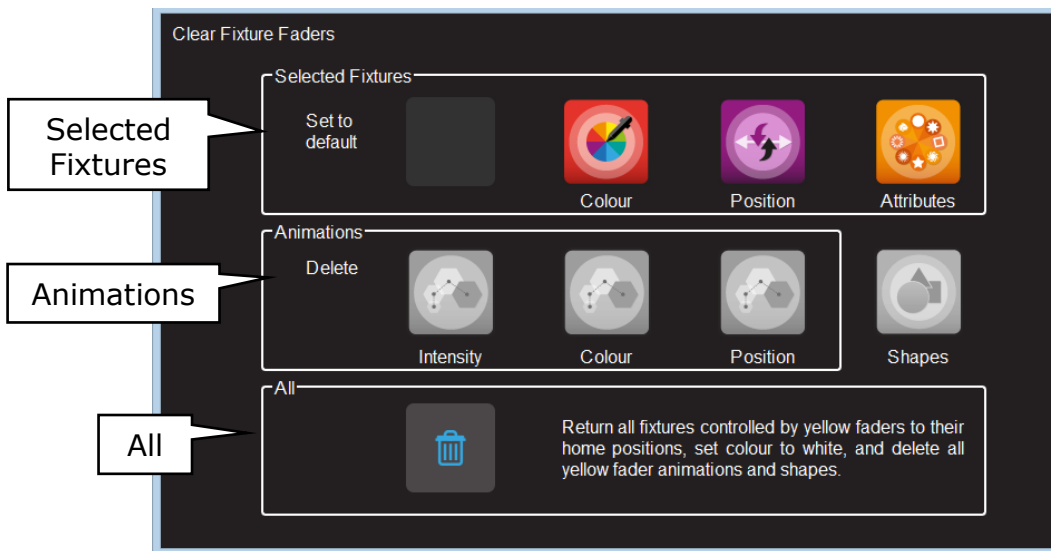 Clear Fixture Faders
Selected Fixtures
Selected
Fixtures
Set to
default
Colour
Position
Attributes
Animations
Animations
Delete
Intensity
Colour
Position
Shapes
All
All
Return all fixtures controlled by yellow faders to their
home positions, set colour to white, and delete all
yellow fader animations and shapes.